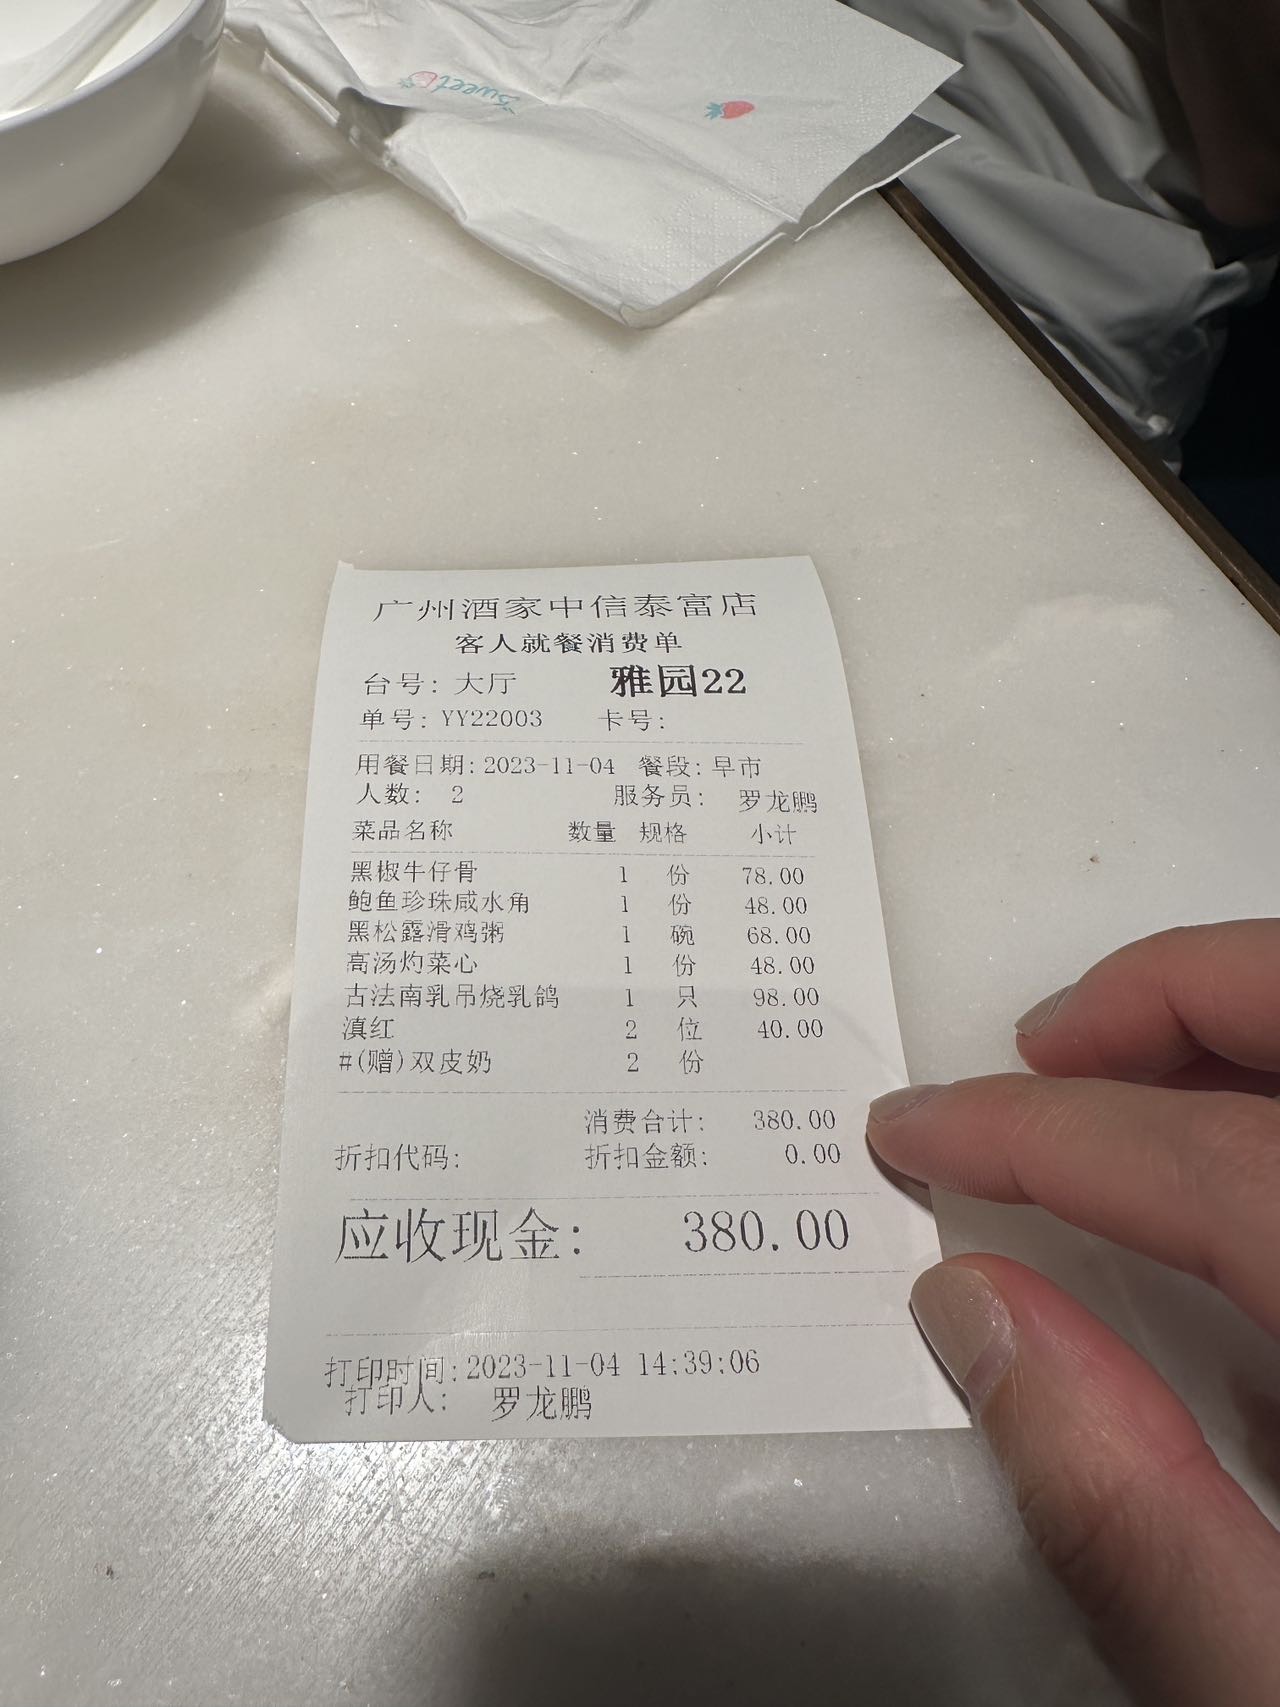 Sweet
广州酒家中信泰富店
客人就餐消费单
台号: 大厅 雅园22
单号: YY22003 卡号:
用餐日期: 2023-11-04 餐段: 早市
人数: 2 服务员: 罗龙鹏
菜品名称 数量 规格 小计
黑椒牛仔骨 1 份 78.00
鲍鱼珍珠咸水角 1 份 48.00
黑松露滑鸡粥 1 碗 68.00
高汤灼菜心 1 份 48.00
古法南乳吊烧乳鸽 1 只 98.00
滇红 2 位 40.00
#(赠)双皮奶 2 份
消费合计: 380.00
折扣代码: 折扣金额: 0.00
应收现金: 380.00
打印时间: 2023-11-04 14:39:06
打印人: 罗龙鹏